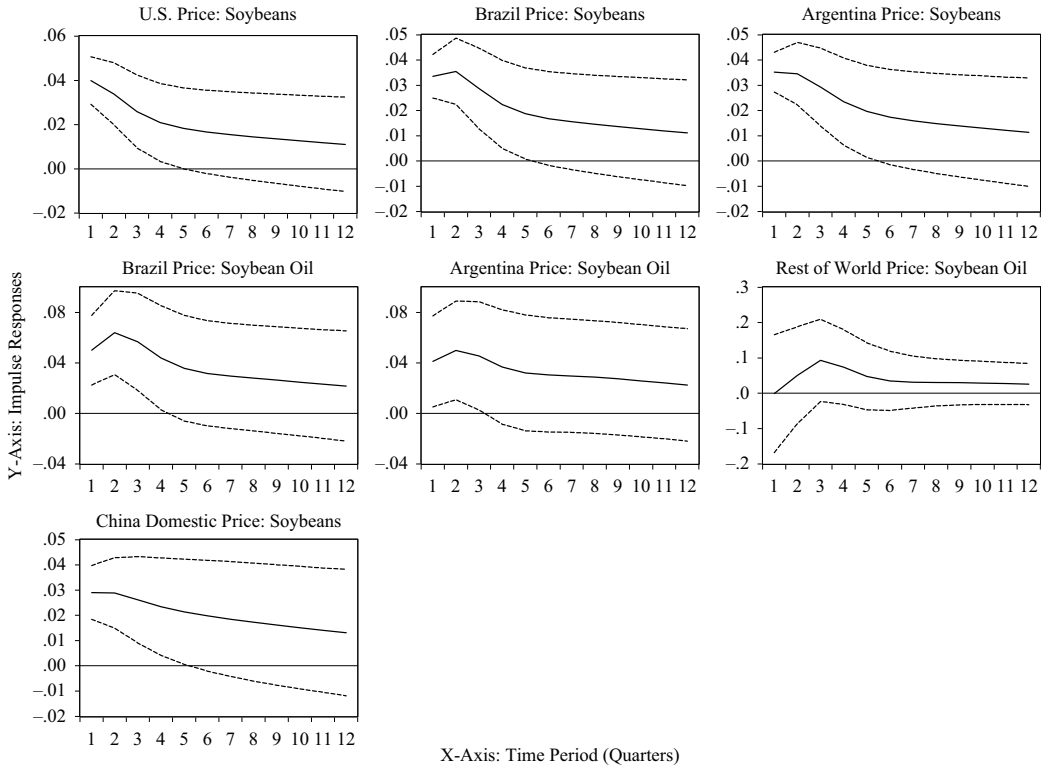 U.S. Price: Soybeans
.06
.04
.02
.00
–.02
1 2 3 4 5 6 7 8 9 10 11 12
Brazil Price: Soybeans
.05
.04
.03
.02
.01
.00
–.01
–.02
1 2 3 4 5 6 7 8 9 10 11 12
Argentina Price: Soybeans
.05
.04
.03
.02
.01
.00
–.01
–.02
1 2 3 4 5 6 7 8 9 10 11 12
Y-Axis: Impulse Responses
Brazil Price: Soybean Oil
.08
.04
.00
–.04
1 2 3 4 5 6 7 8 9 10 11 12
Argentina Price: Soybean Oil
.08
.04
.00
–.04
1 2 3 4 5 6 7 8 9 10 11 12
Rest of World Price: Soybean Oil
.3
.2
.1
.0
–.1
–.2
1 2 3 4 5 6 7 8 9 10 11 12
China Domestic Price: Soybeans
.05
.04
.03
.02
.01
.00
–.01
–.02
1 2 3 4 5 6 7 8 9 10 11 12
X-Axis: Time Period (Quarters)